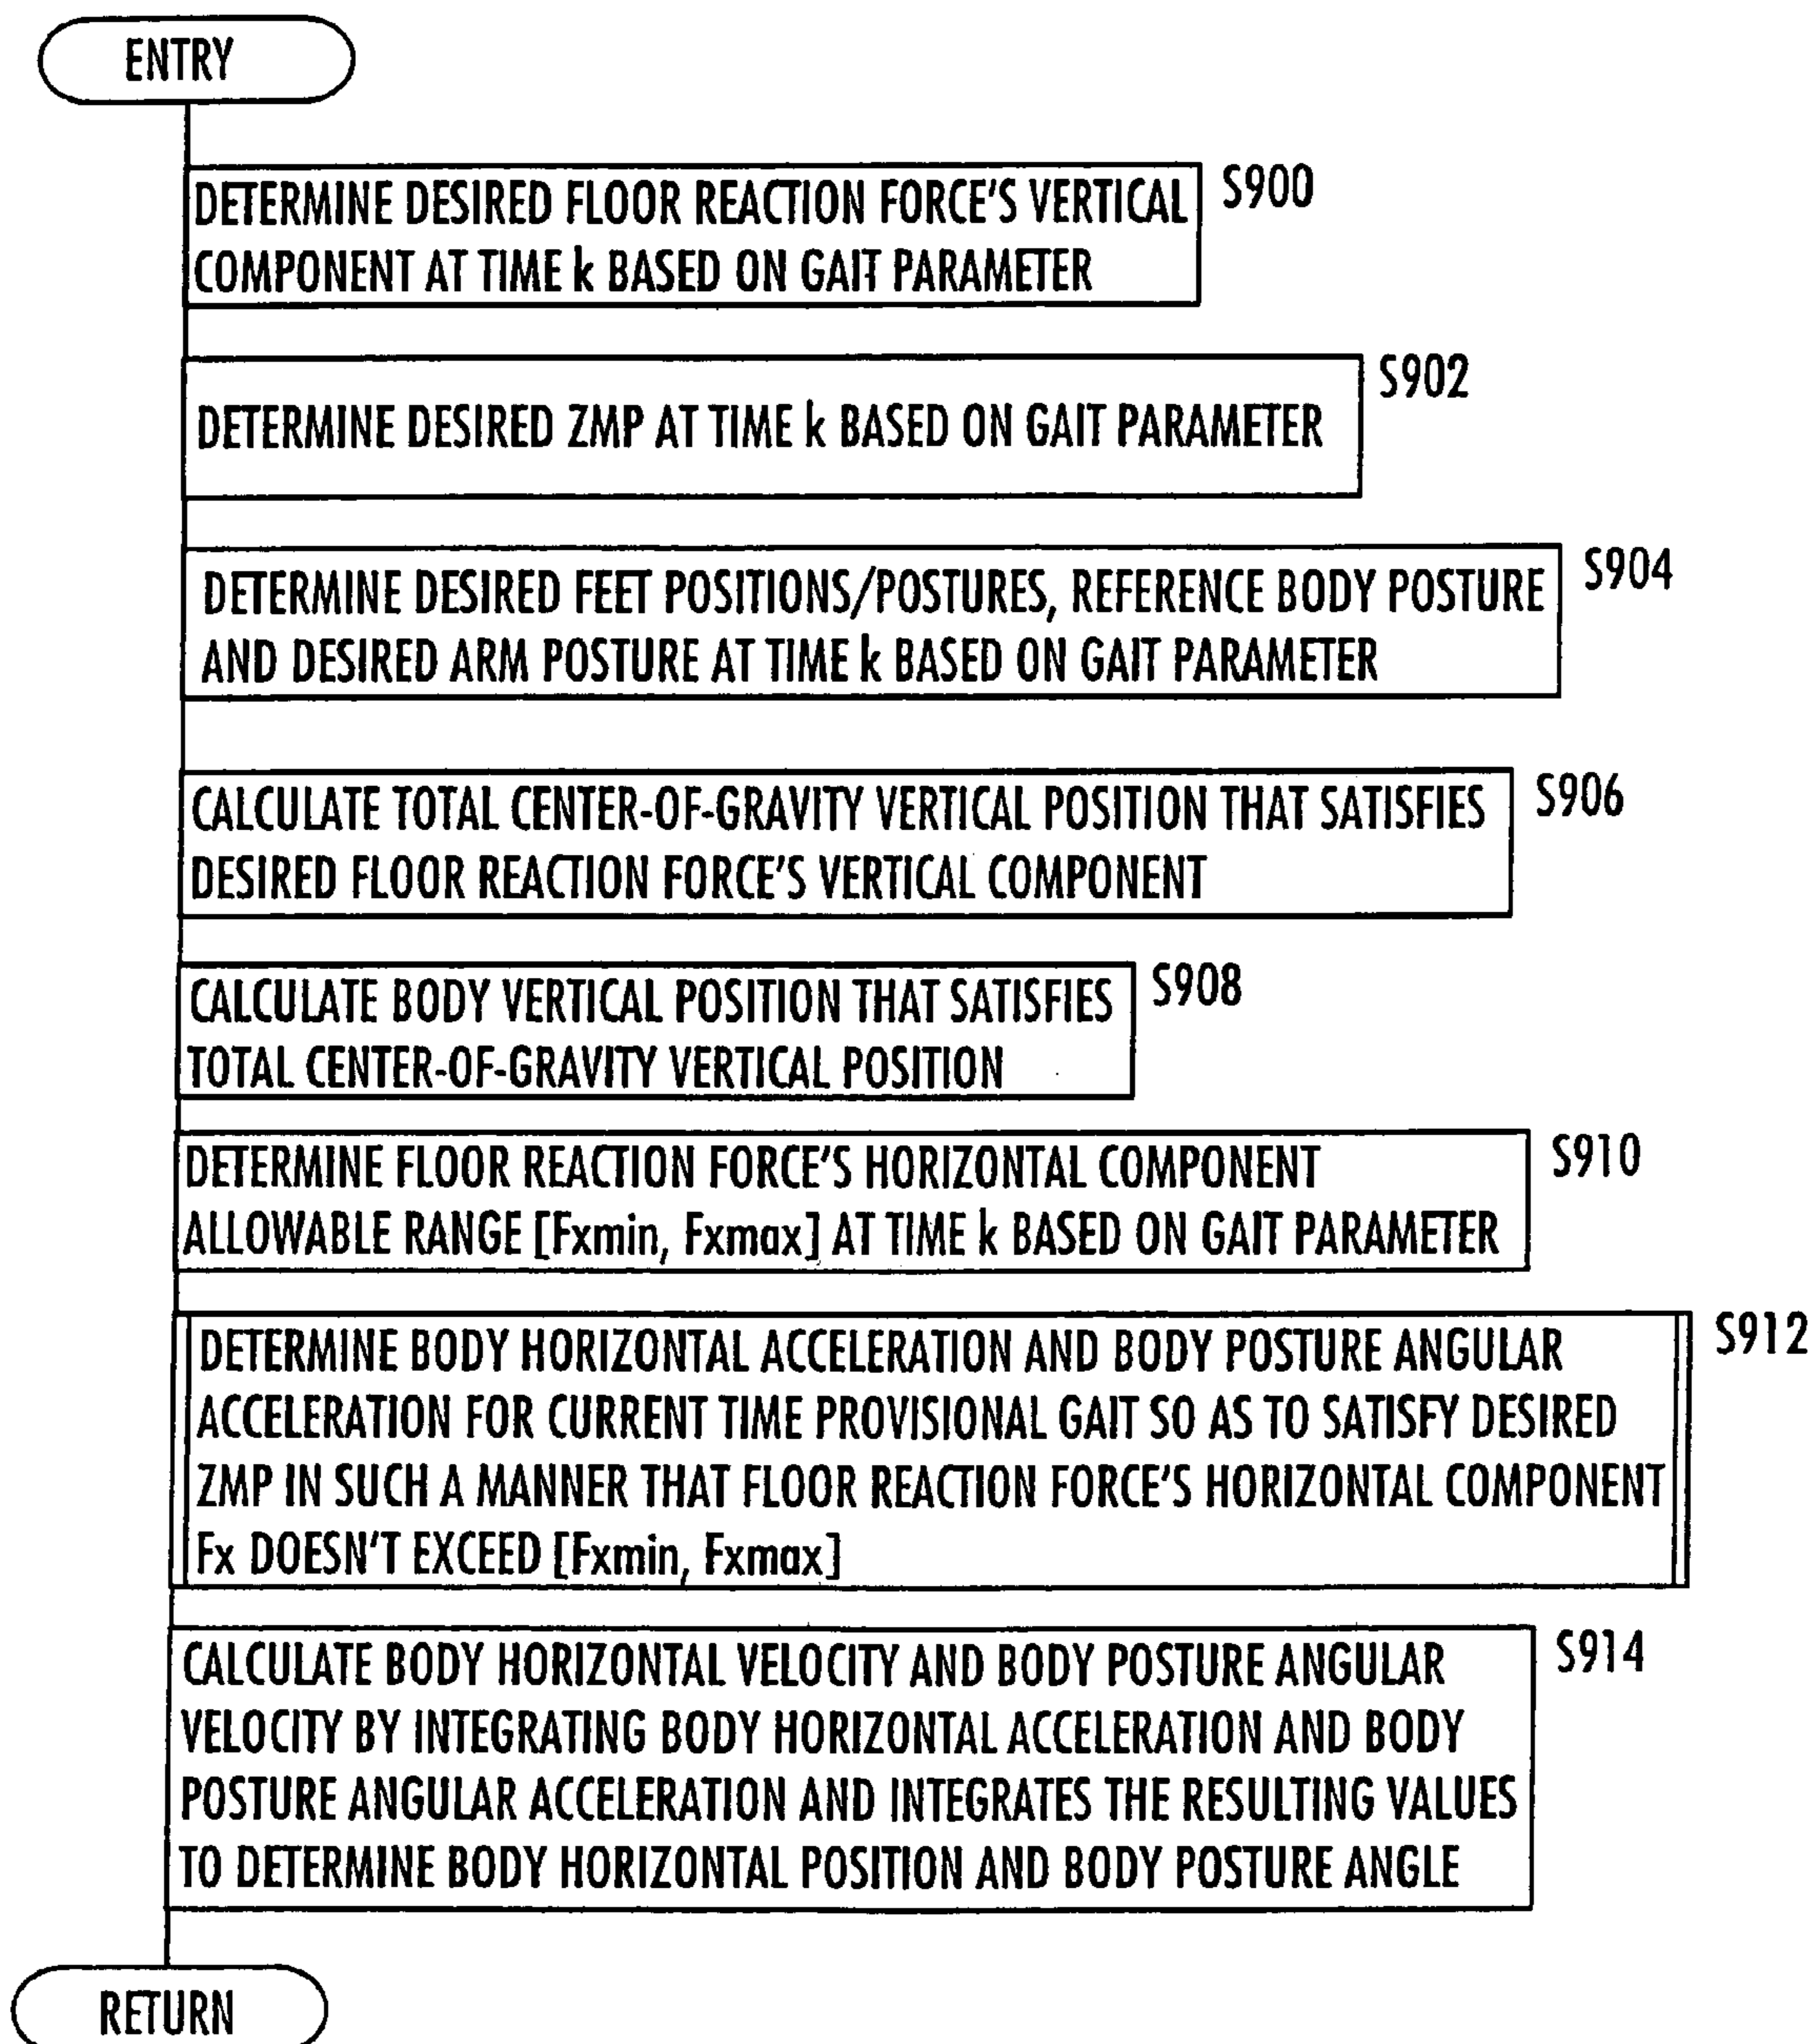 ENTRY
DETERMINE DESIRED FLOOR REACTION FORCE'S VERTICAL
COMPONENT AT TIME k BASED ON GAIT PARAMETER
S900
DETERMINE DESIRED ZMP AT TIME k BASED ON GAIT PARAMETER
S902
DETERMINE DESIRED FEET POSITIONS/POSTURES, REFERENCE BODY POSTURE
AND DESIRED ARM POSTURE AT TIME k BASED ON GAIT PARAMETER
S904
CALCULATE TOTAL CENTER-OF-GRAVITY VERTICAL POSITION THAT SATISFIES
DESIRED FLOOR REACTION FORCE'S VERTICAL COMPONENT
S906
CALCULATE BODY VERTICAL POSITION THAT SATISFIES
TOTAL CENTER-OF-GRAVITY VERTICAL POSITION
S908
DETERMINE FLOOR REACTION FORCE'S HORIZONTAL COMPONENT
ALLOWABLE RANGE [Fxmin, Fxmax] AT TIME k BASED ON GAIT PARAMETER
S910
DETERMINE BODY HORIZONTAL ACCELERATION AND BODY POSTURE ANGULAR
ACCELERATION FOR CURRENT TIME PROVISIONAL GAIT SO AS TO SATISFY DESIRED
ZMP IN SUCH A MANNER THAT FLOOR REACTION FORCE'S HORIZONTAL COMPONENT
Fx DOESN'T EXCEED [Fxmin, Fxmax]
S912
CALCULATE BODY HORIZONTAL VELOCITY AND BODY POSTURE ANGULAR
VELOCITY BY INTEGRATING BODY HORIZONTAL ACCELERATION AND BODY
POSTURE ANGULAR ACCELERATION AND INTEGRATES THE RESULTING VALUES
TO DETERMINE BODY HORIZONTAL POSITION AND BODY POSTURE ANGLE
S914
RETURN